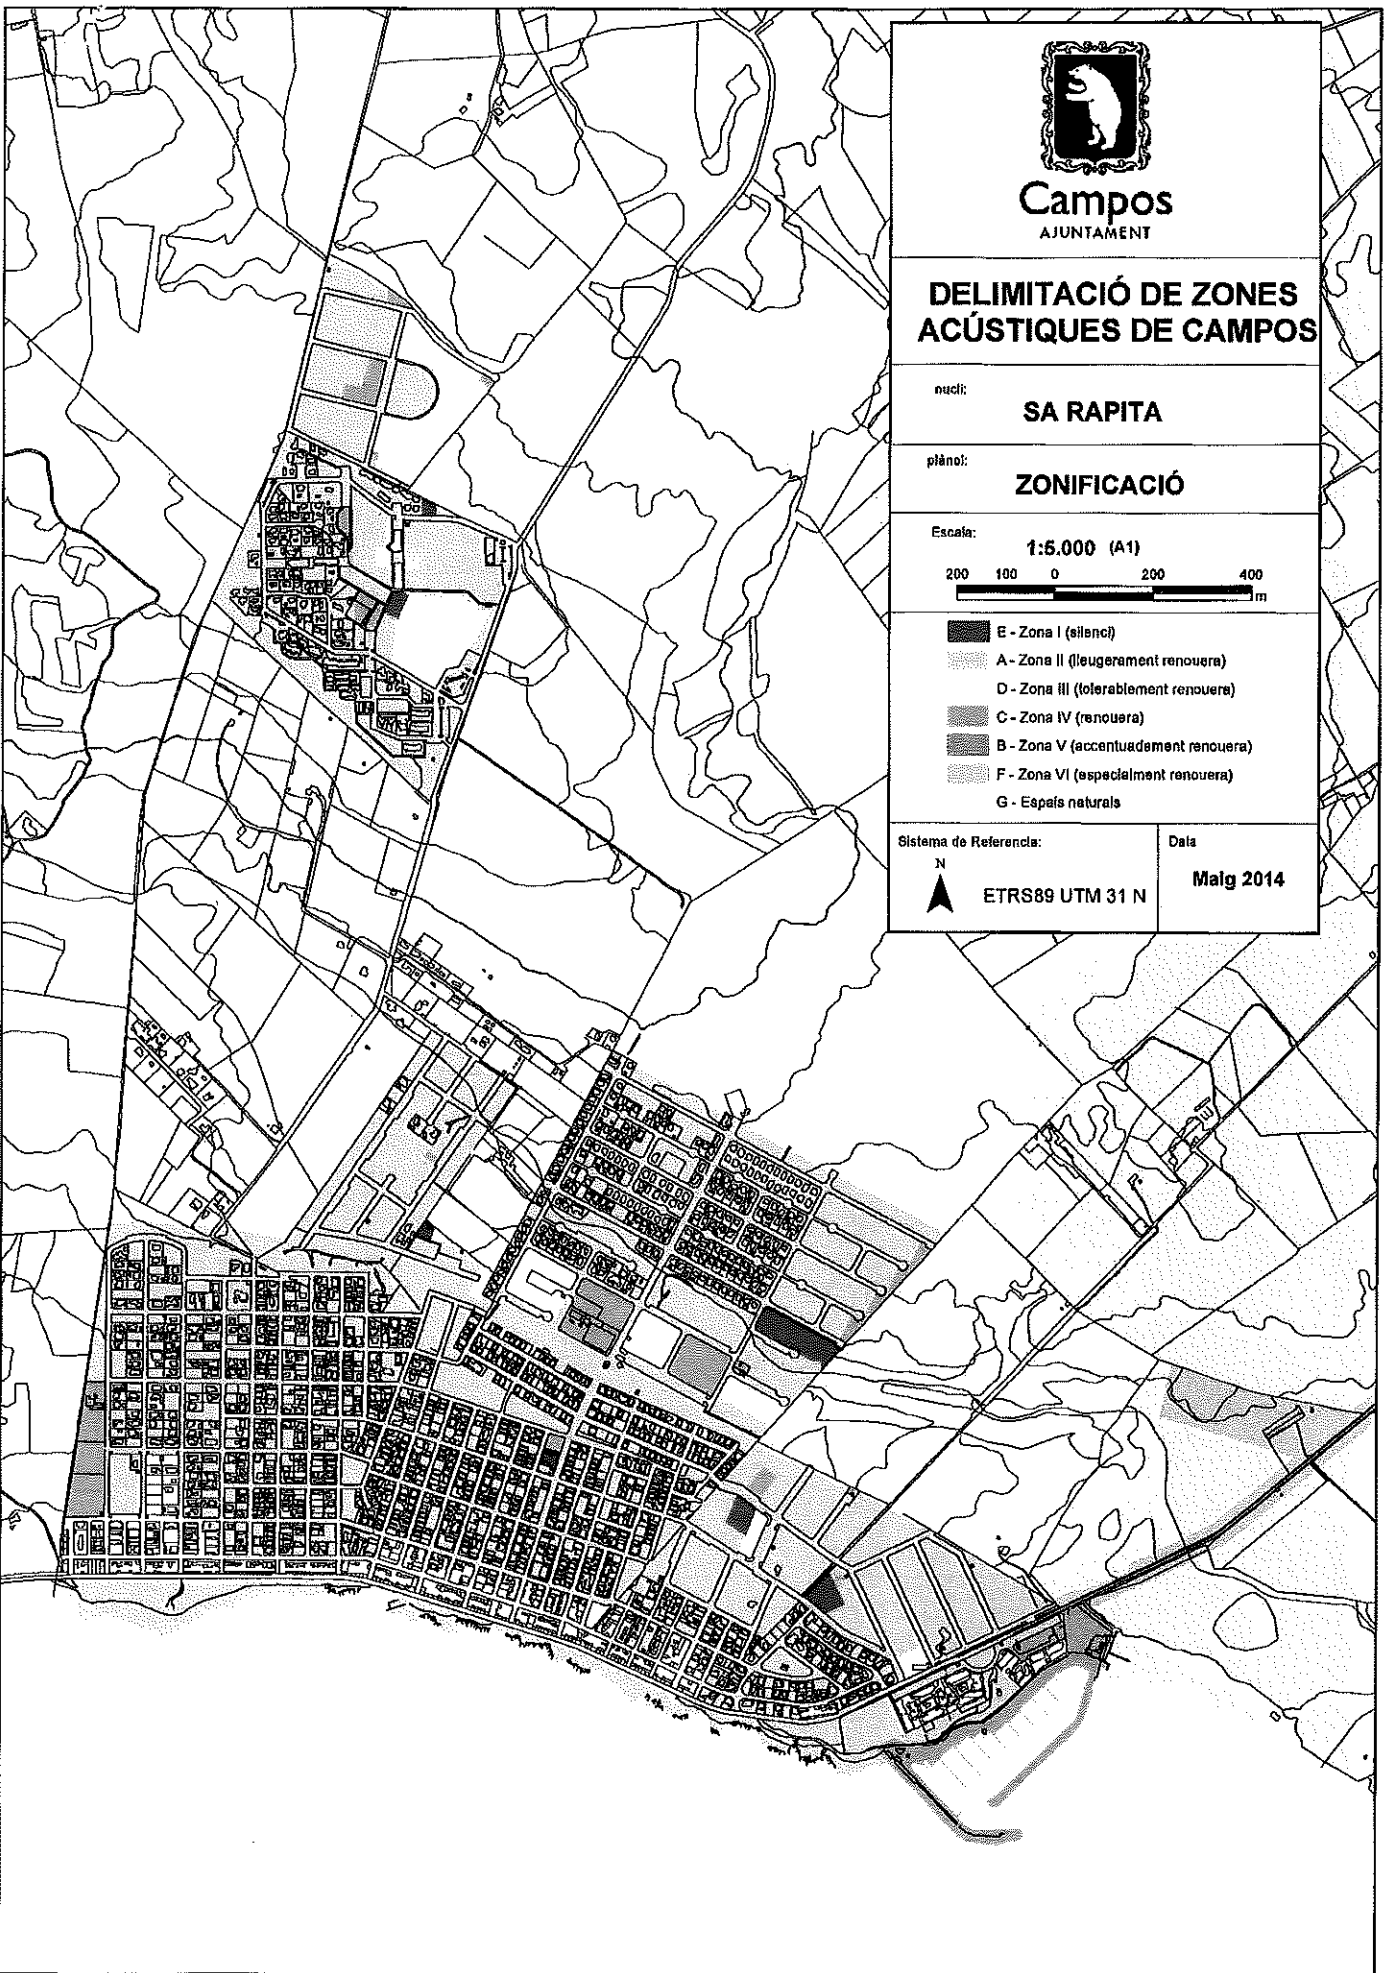 Campos
AJUNTAMENT
DELIMITACIÓ DE ZONES
ACÚSTIQUES DE CAMPOS
nucli:
SA RAPITA
plànol:
ZONIFICACIÓ
Escala:
1:5.000 (A1)
200 100 0 200 400
m
E - Zona I (silenci)
A - Zona II (lleugerament renouera)
D - Zona III (tolerablement renouera)
C - Zona IV (renouera)
B - Zona V (accentuadament renouera)
F - Zona VI (especialment renouera)
G - Espais naturals
Sistema de Referencia:
N
ETRS89 UTM 31 N
Data
Maig 2014